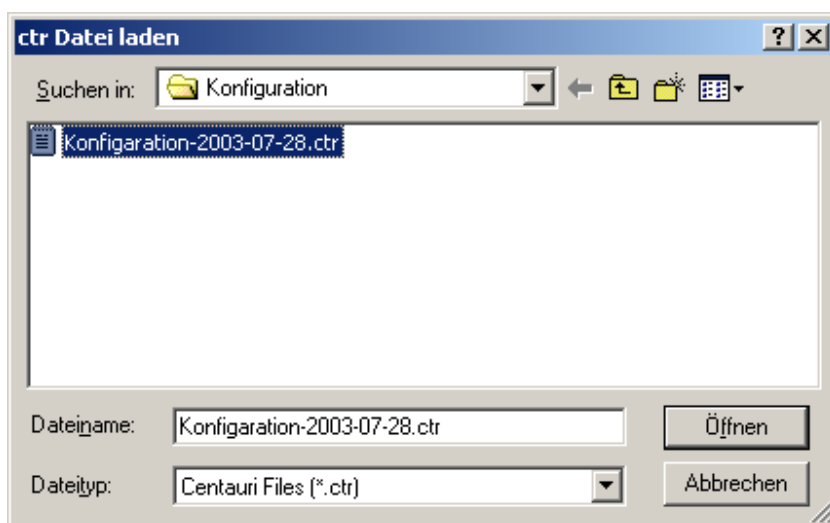 ctr Datei laden
Suchen in: Konfiguration
Konfigaration-2003-07-28.ctr
Dateiname: Konfigaration-2003-07-28.ctr Öffnen
Dateityp: Centauri Files (*.ctr) Abbrechen